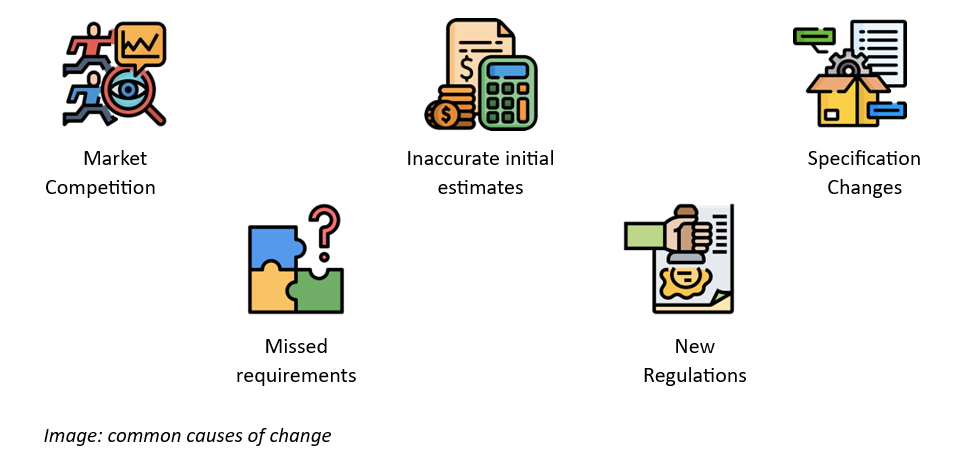 Market
Competition
Inaccurate initial
estimates
Specification
Changes
Missed
requirements
New
Regulations
Image: common causes of change